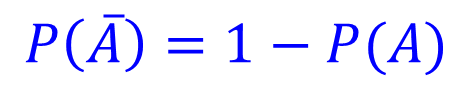 P(Ā) = 1 − P(A)